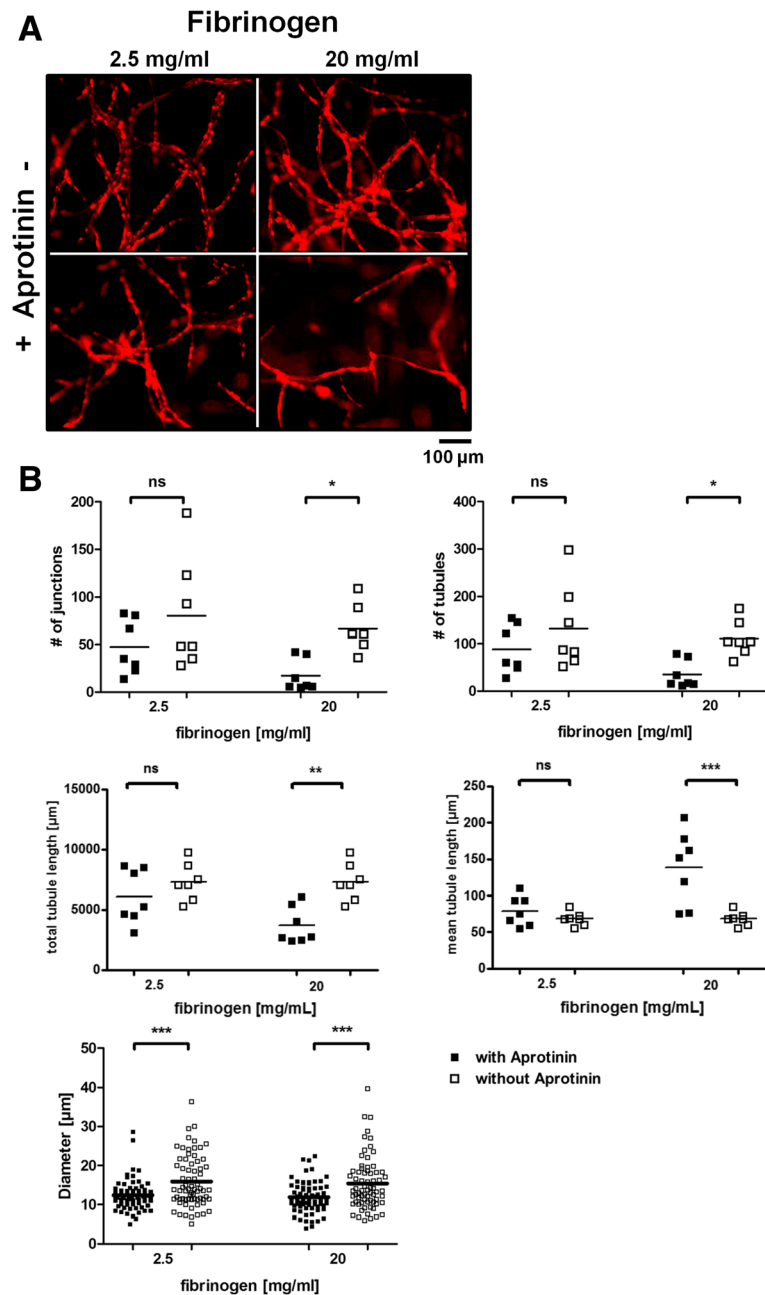 A
Fibrinogen
2.5 mg/ml 20 mg/ml
+ Aprotinin -
100 µm
B
ns *
200
150
100
50
0
# of junctions
2.5 20
fibrinogen [mg/ml]
ns *
400
300
200
100
0
# of tubules
2.5 20
fibrinogen [mg/ml]
ns **
15000
10000
5000
0
total tubule length [µm]
2.5 20
fibrinogen [mg/mL]
ns ***
250
200
150
100
50
0
mean tubule length [µm]
2.5 20
fibrinogen [mg/mL]
*** ***
50
40
30
20
10
0
Diameter [µm]
2.5 20
fibrinogen [mg/ml]
with Aprotinin
without Aprotinin